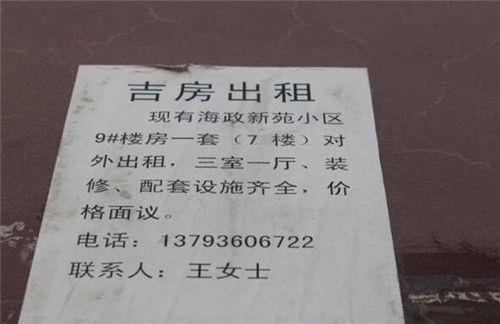 吉房出租
现有海政新苑小区
9#楼房一套（7 楼）对
外出租，三室一厅、装
修、配套设施齐全，价
格面议。
电话：13793606722
联系人：王女士